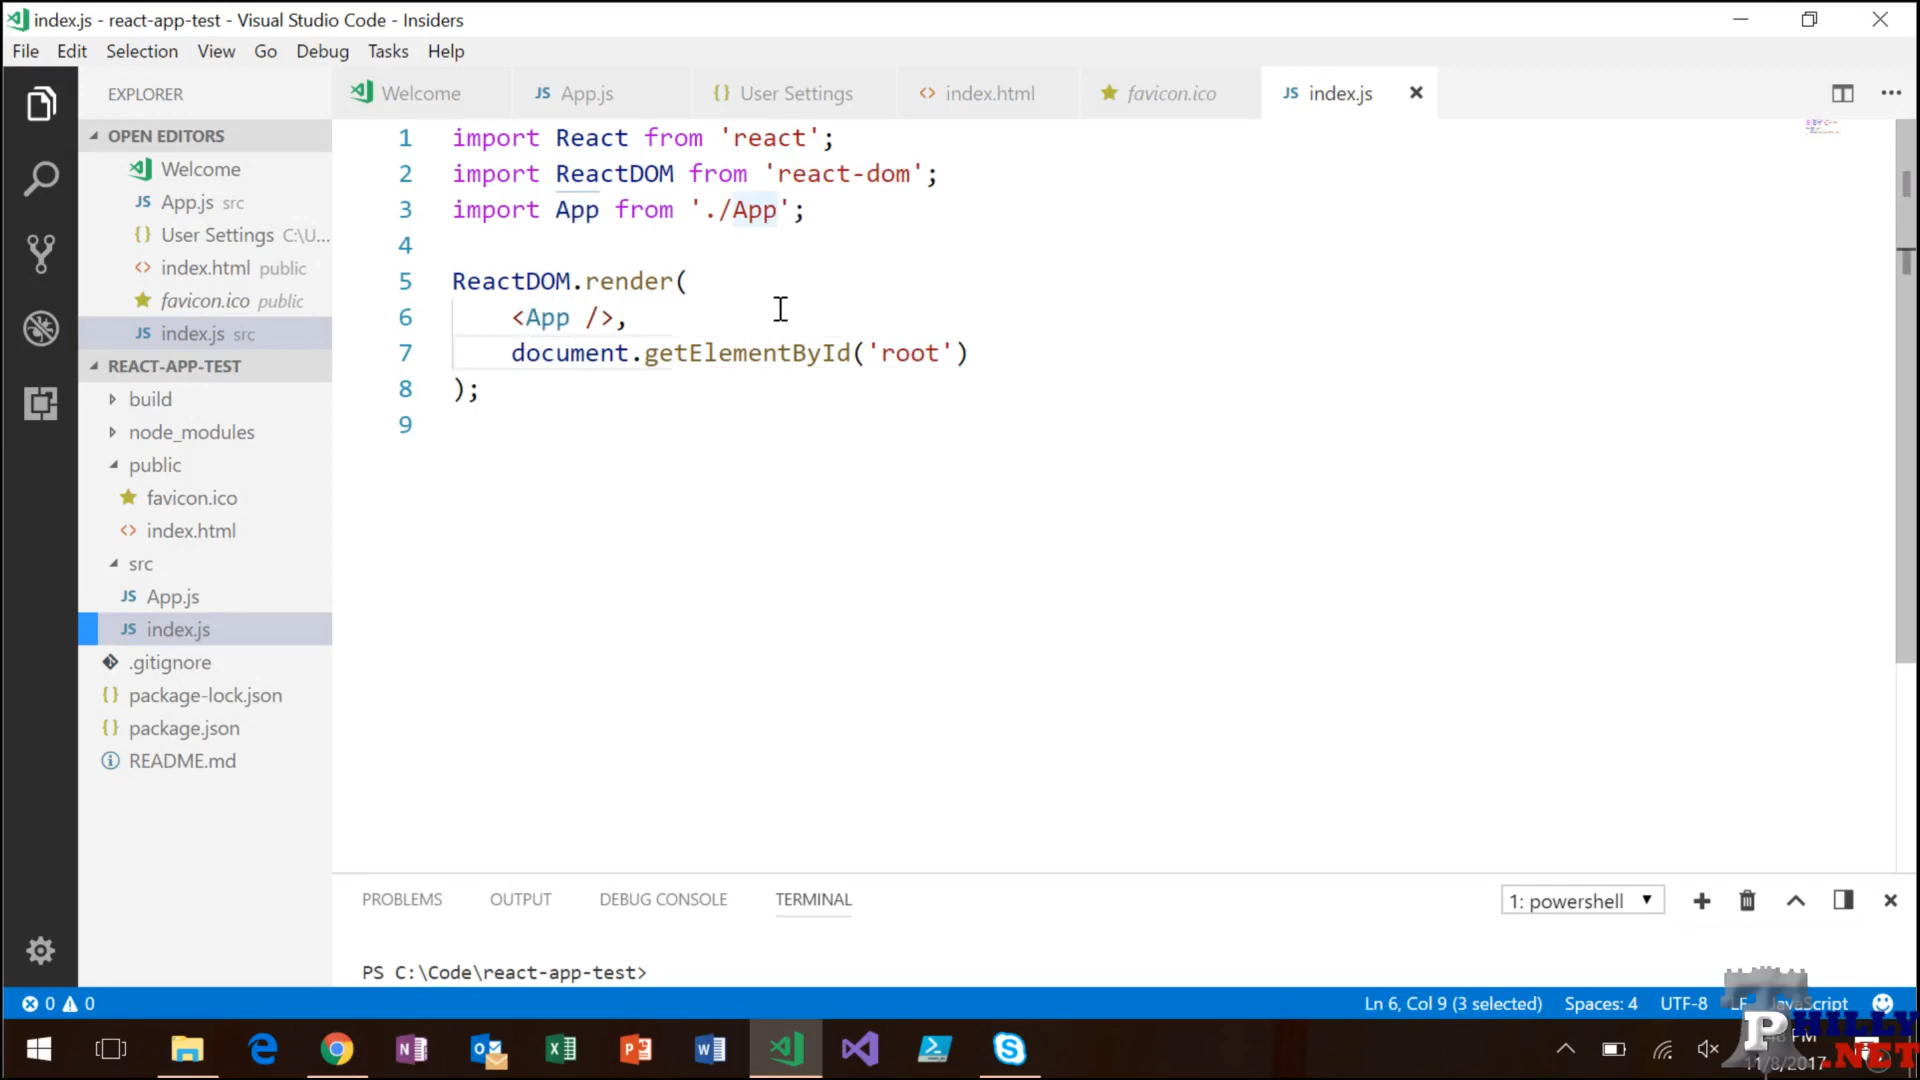 index.js - react-app-test - Visual Studio Code - Insiders
File Edit Selection View Go Debug Tasks Help
EXPLORER
Welcome App.js User Settings index.html favicon.ico index.js
OPEN EDITORS
Welcome
App.js src
User Settings C:\U...
index.html public
favicon.ico public
index.js src
REACT-APP-TEST
build
node_modules
public
favicon.ico
index.html
src
App.js
index.js
.gitignore
package-lock.json
package.json
README.md
1 import React from 'react';
2 import ReactDOM from 'react-dom';
3 import App from './App';
4
5 ReactDOM.render(
6 <App />,
7 document.getElementById('root')
8 );
9
PROBLEMS OUTPUT DEBUG CONSOLE TERMINAL 1: powershell
PS C:\Code\react-app-test>
0 0 Ln 6, Col 9 (3 selected) Spaces: 4 UTF-8 LF JavaScript
PHILLY
.NET
PM
11/8/2017